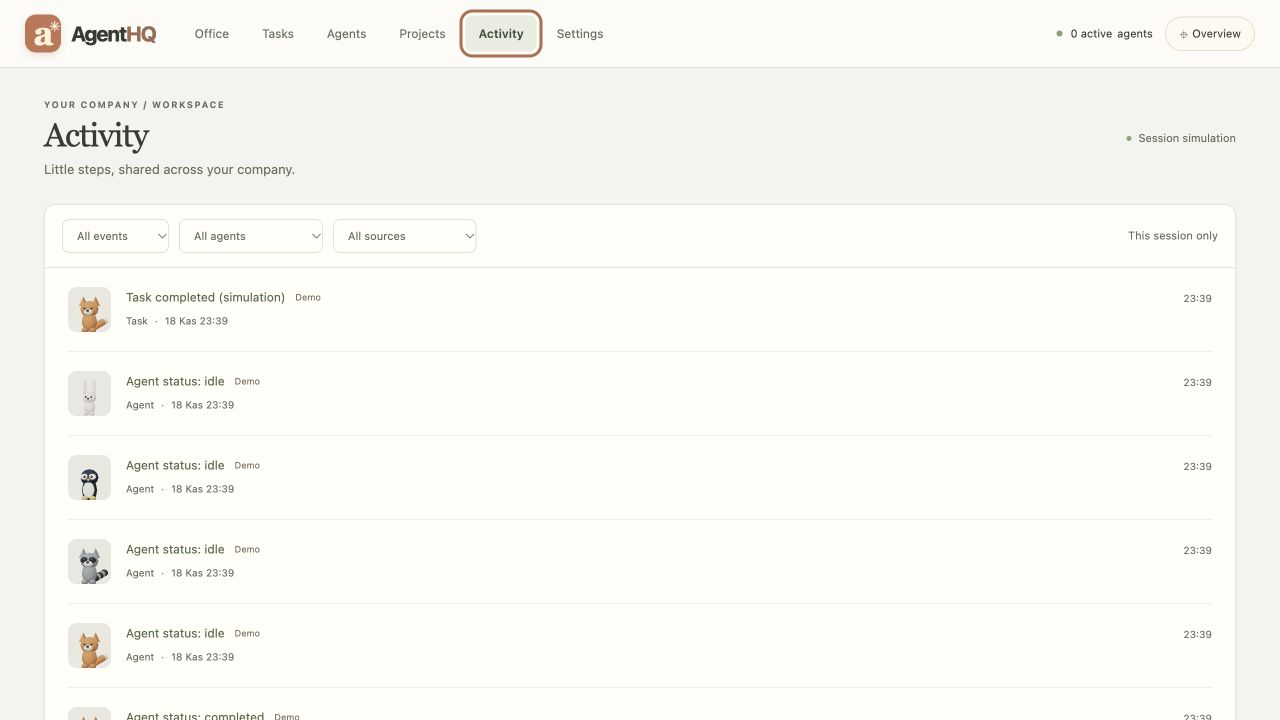 a AgentHQ Office Tasks Agents Projects Activity Settings 0 active agents Overview
YOUR COMPANY / WORKSPACE
Activity
Session simulation
Little steps, shared across your company.
All events All agents All sources This session only
Task completed (simulation) Demo 23:39
Task · 18 Kas 23:39
Agent status: idle Demo 23:39
Agent · 18 Kas 23:39
Agent status: idle Demo 23:39
Agent · 18 Kas 23:39
Agent status: idle Demo 23:39
Agent · 18 Kas 23:39
Agent status: idle Demo 23:39
Agent · 18 Kas 23:39
Agent status: completed Demo 23:39